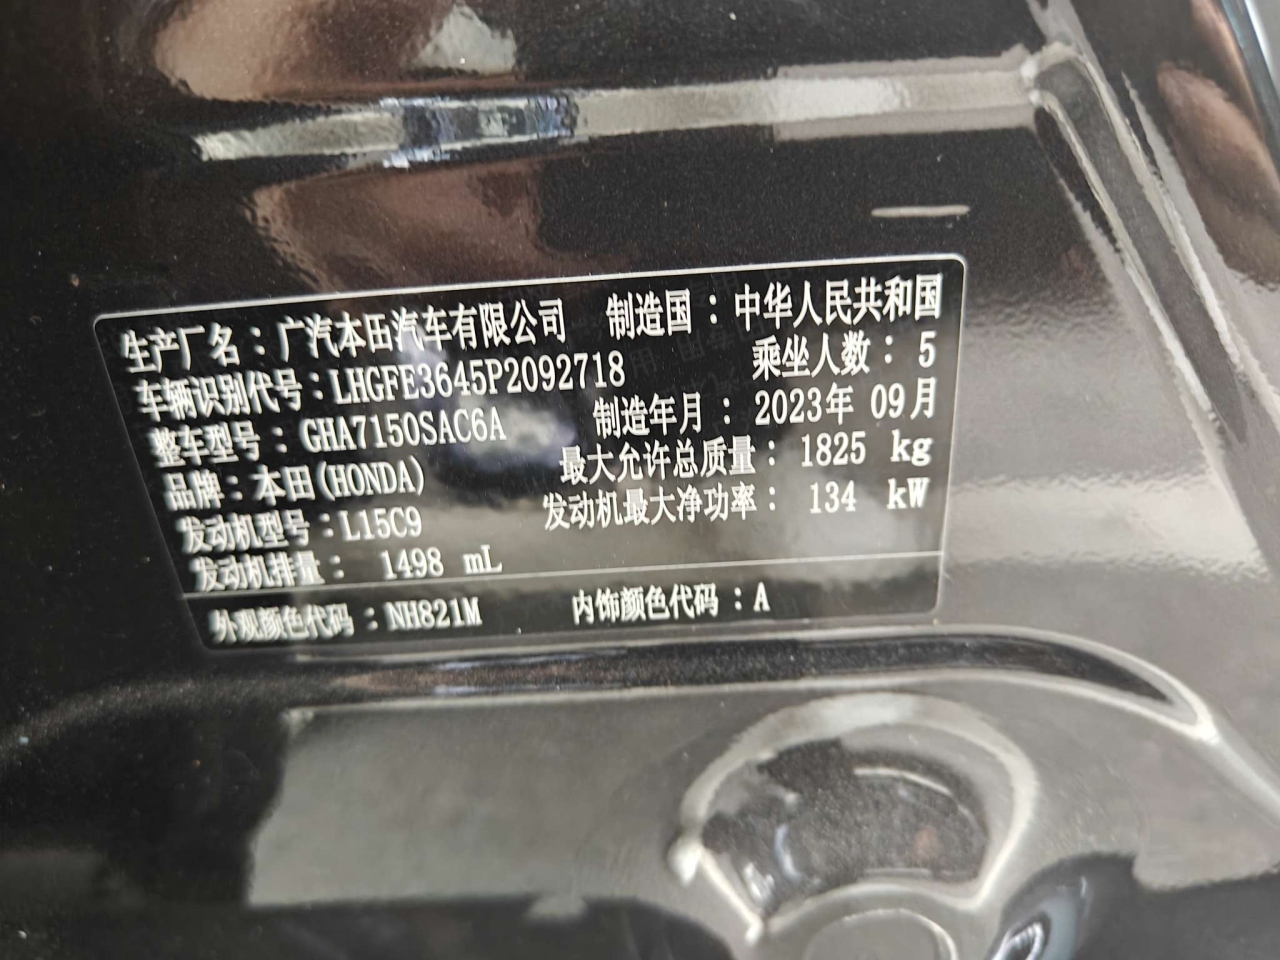 生产厂名：广汽本田汽车有限公司 制造国：中华人民共和国
车辆识别代号：LHGFE3645P2092718 乘坐人数：5
整车型号：GHA7150SAC6A 制造年月：2023年 09月
品牌：本田(HONDA) 最大允许总质量：1825 kg
发动机型号：L15C9 发动机最大净功率：134 kW
发动机排量：1498 mL
外观颜色代码：NH821M 内饰颜色代码：A